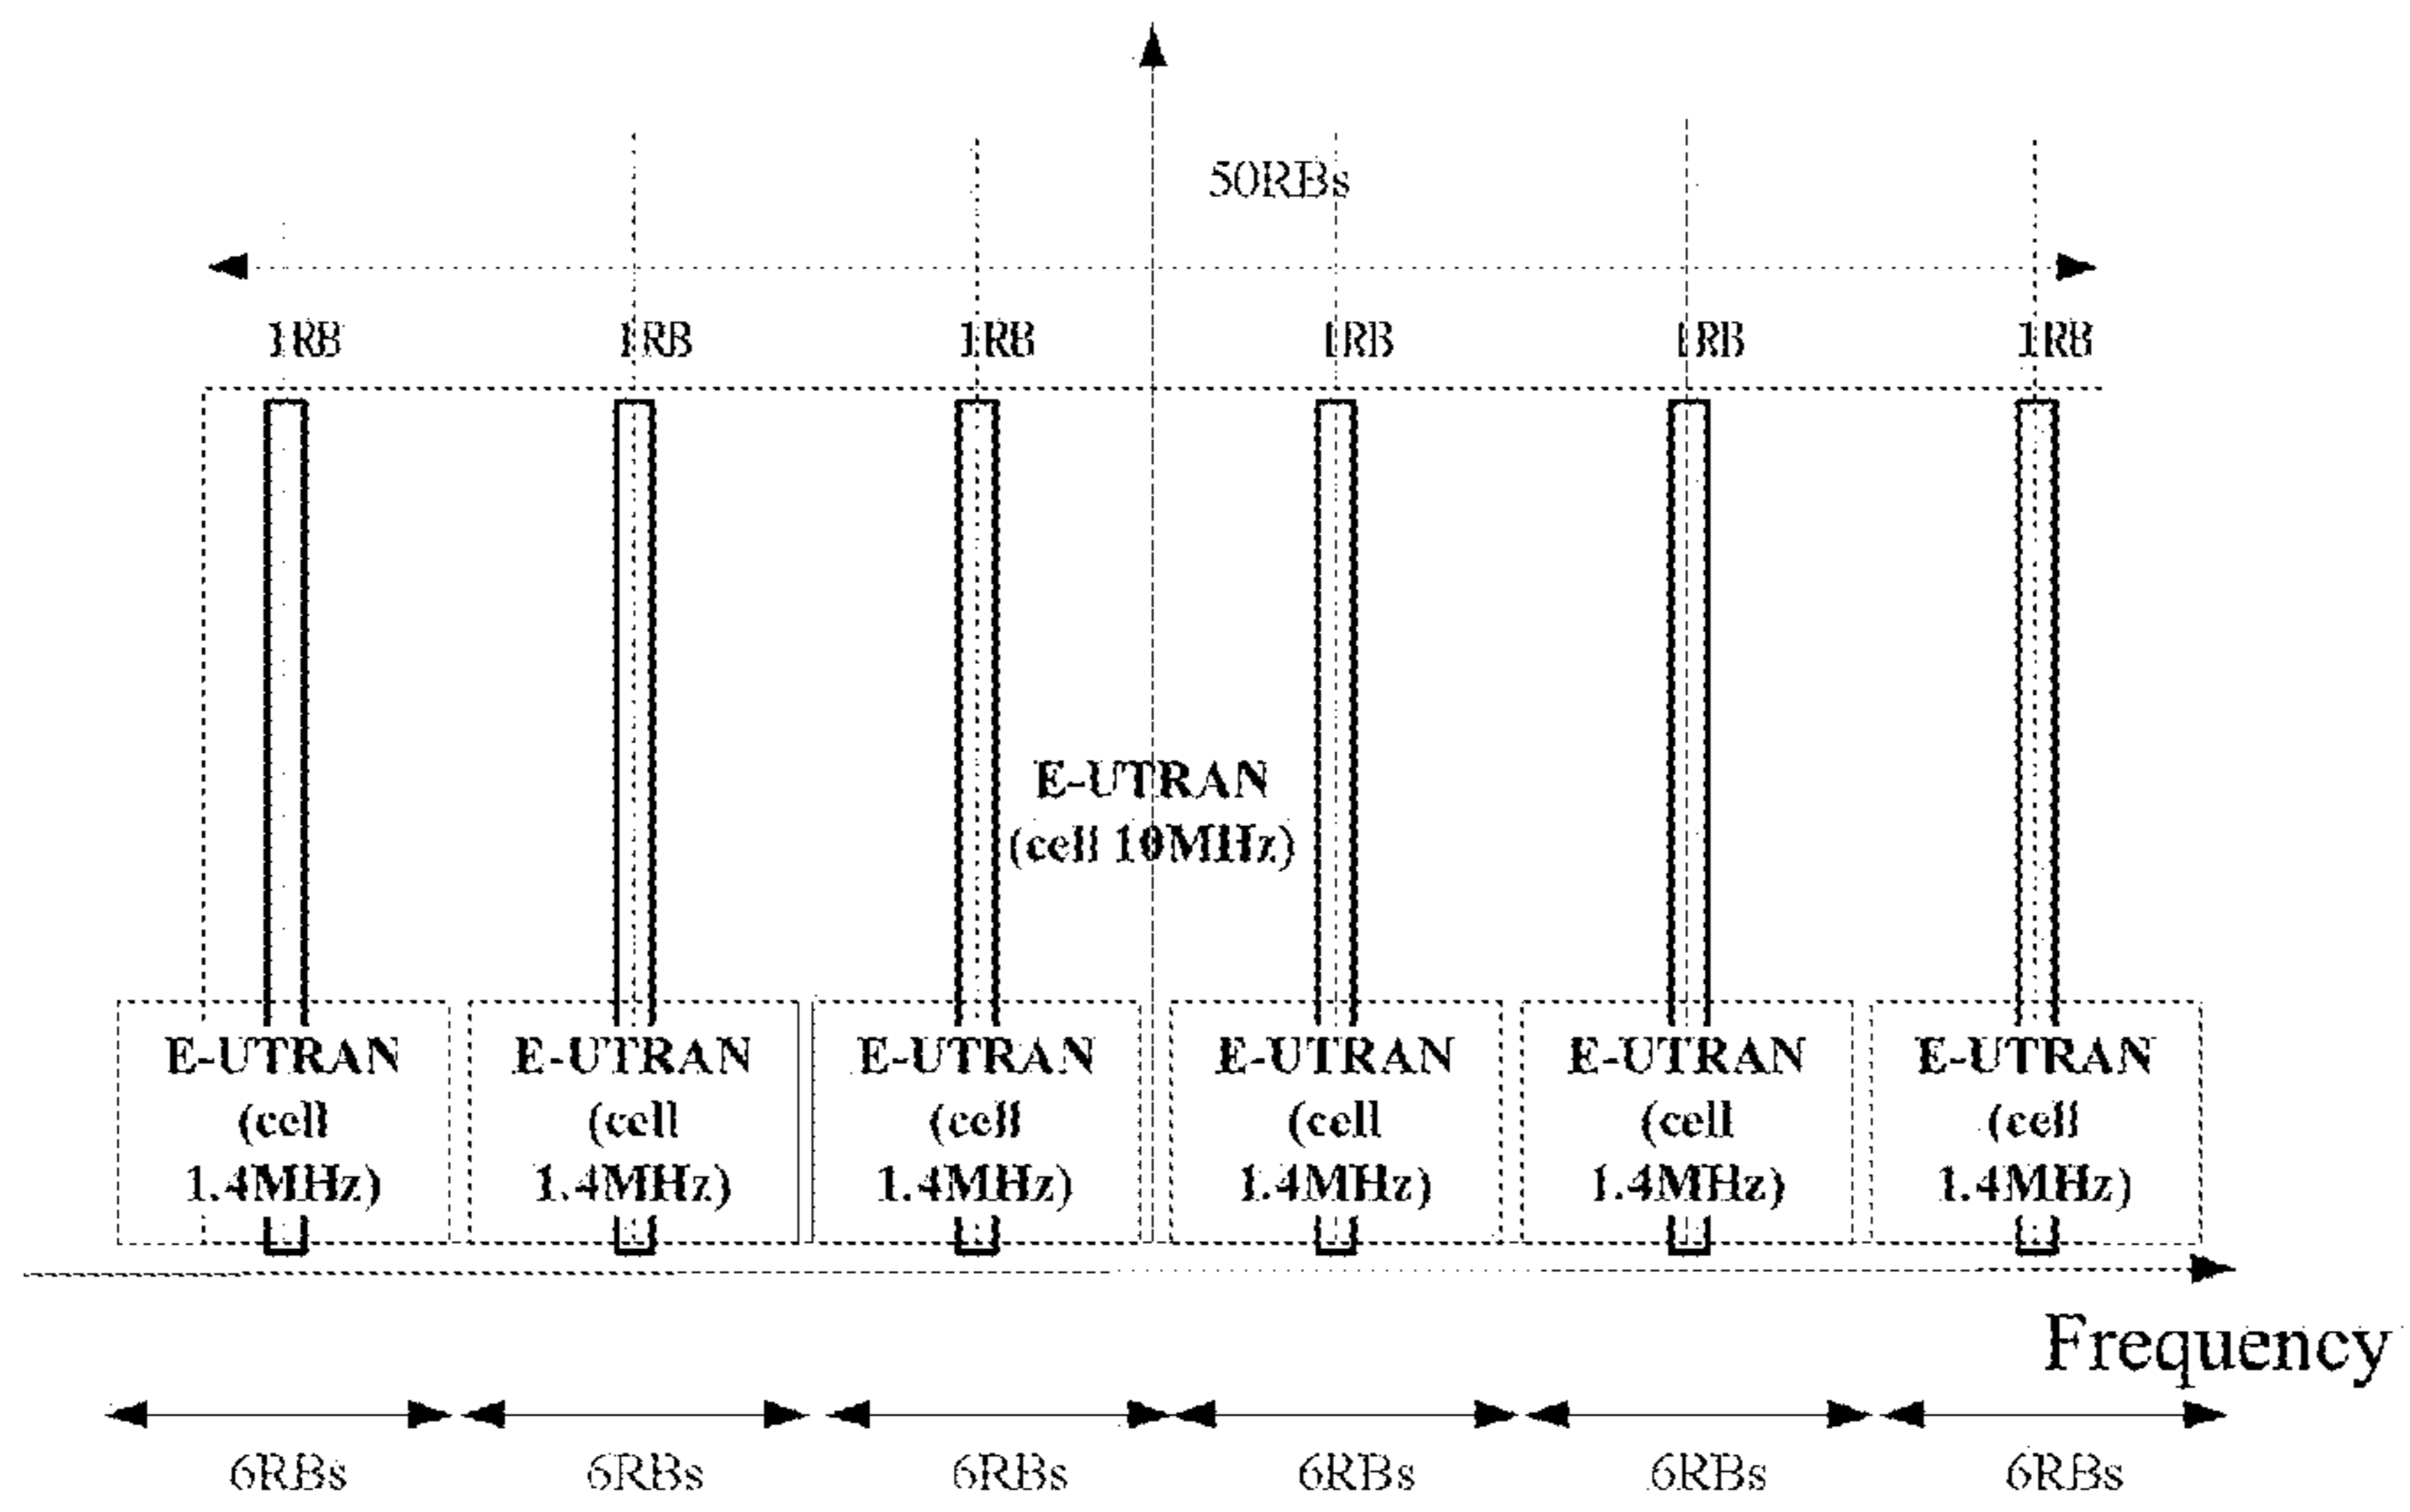 50RBs
1RB 1RB 1RB 1RB 1RB 1RB
E-UTRAN
(cell 10MHz)
E-UTRAN E-UTRAN E-UTRAN E-UTRAN E-UTRAN E-UTRAN
(cell (cell (cell (cell (cell (cell
1.4MHz) 1.4MHz) 1.4MHz) 1.4MHz) 1.4MHz) 1.4MHz)
Frequency
6RBs 6RBs 6RBs 6RBs 6RBs 6RBs